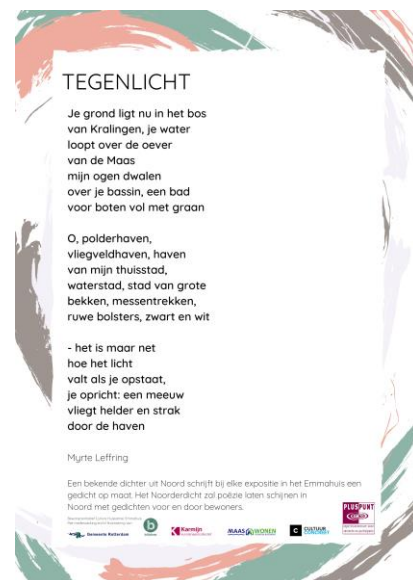 TEGENLICHT
Je grond ligt nu in het bos
van Kralingen, je water
loopt over de oever
van de Maas
mijn ogen dwalen
over je bassin, een bad
voor boten vol met graan
O, polderhaven,
vliegveldhaven, haven
van mijn thuisstad,
waterstad, stad van grote
bekken, messentrekken,
ruwe bolsters, zwart en wit
- het is maar net
hoe het licht
valt als je opstaat,
je opricht: een meeuw
vliegt helder en strak
door de haven
Myrte Leffring
Een bekende dichter uit Noord schrijft bij elke expositie in het Emmahuis een
gedicht op maat. Het Noorderdicht zal poëzie laten schijnen in
Noord met gedichten voor en door bewoners.
Gemeente Rotterdam
Karmijn
MAAS WONEN
CULTUUR
CONCREET
PLUSPUNT